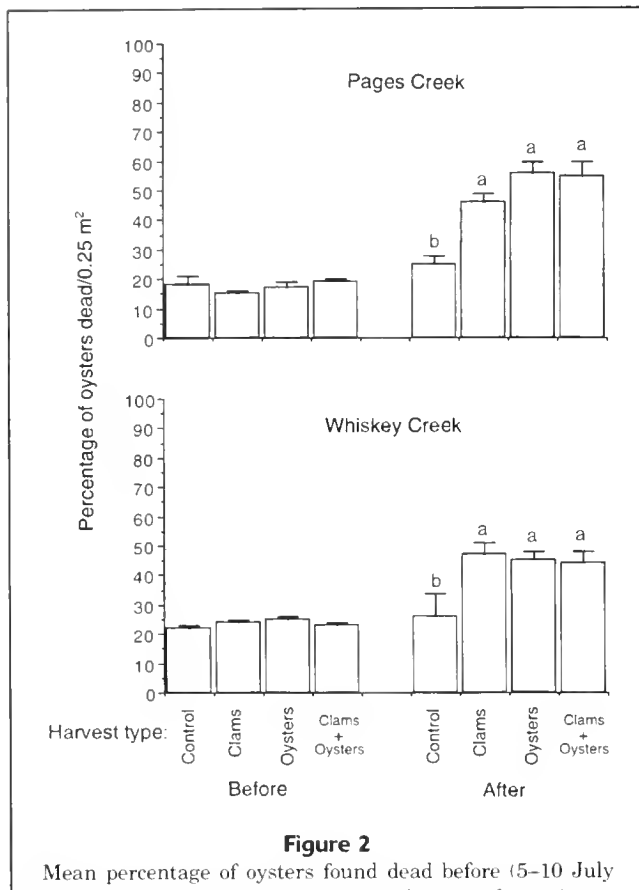 Pages Creek
100
90
80
70
60
50
40
30
20
10
0
b
a
a
a
Percentage of oysters dead/0.25 m²
Whiskey Creek
100
90
80
70
60
50
40
30
20
10
0
b
a
a
a
Harvest type:
Control
Clams
Oysters
Clams
+
Oysters
Control
Clams
Oysters
Clams
+
Oysters
Before
After
Figure 2
Mean percentage of oysters found dead before (5–10 July